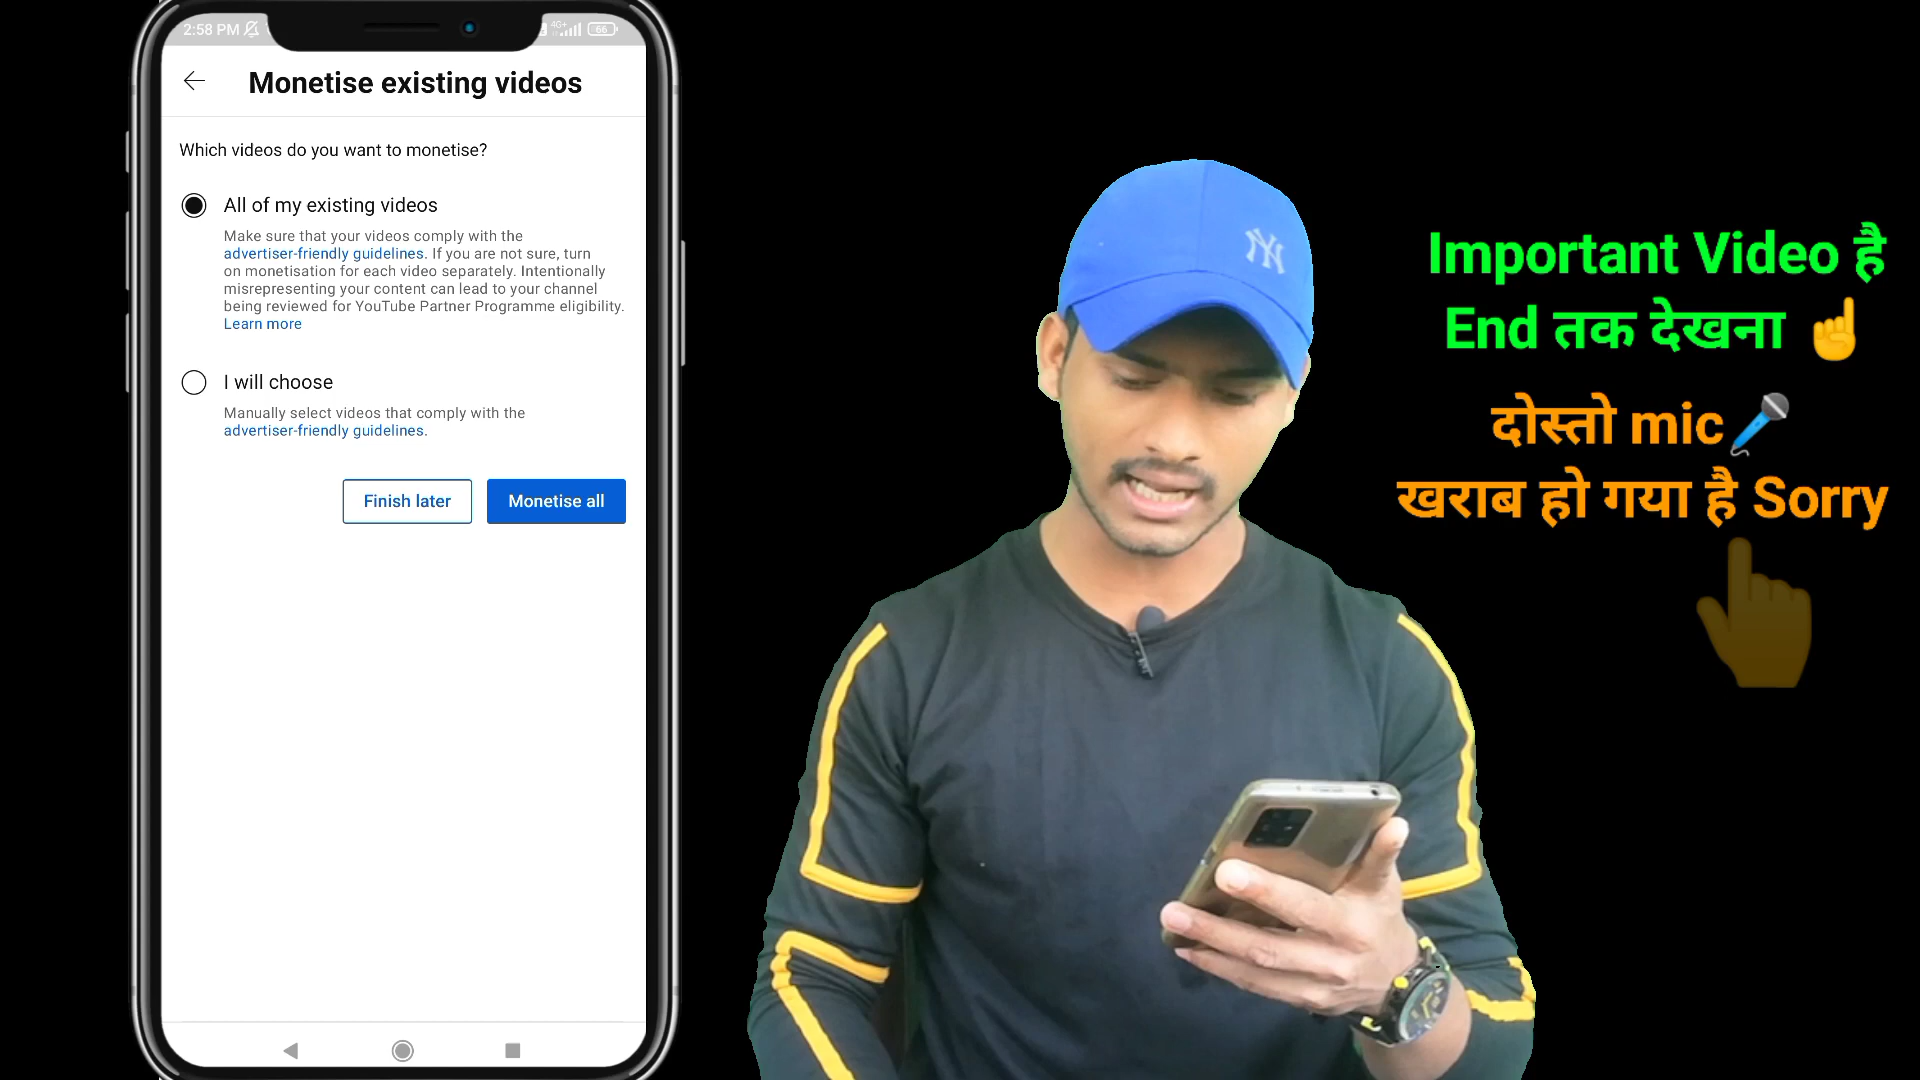 2:58 PM
4G+
66
Monetise existing videos
Which videos do you want to monetise?
All of my existing videos
Make sure that your videos comply with the
advertiser-friendly guidelines. If you are not sure, turn
on monetisation for each video separately. Intentionally
misrepresenting your content can lead to your channel
being reviewed for YouTube Partner Programme eligibility.
Learn more
I will choose
Manually select videos that comply with the
advertiser-friendly guidelines.
Finish later
Monetise all
NY
Important Video है
End तक देखना ☝️
दोस्तो mic🎤
खराब हो गया है Sorry